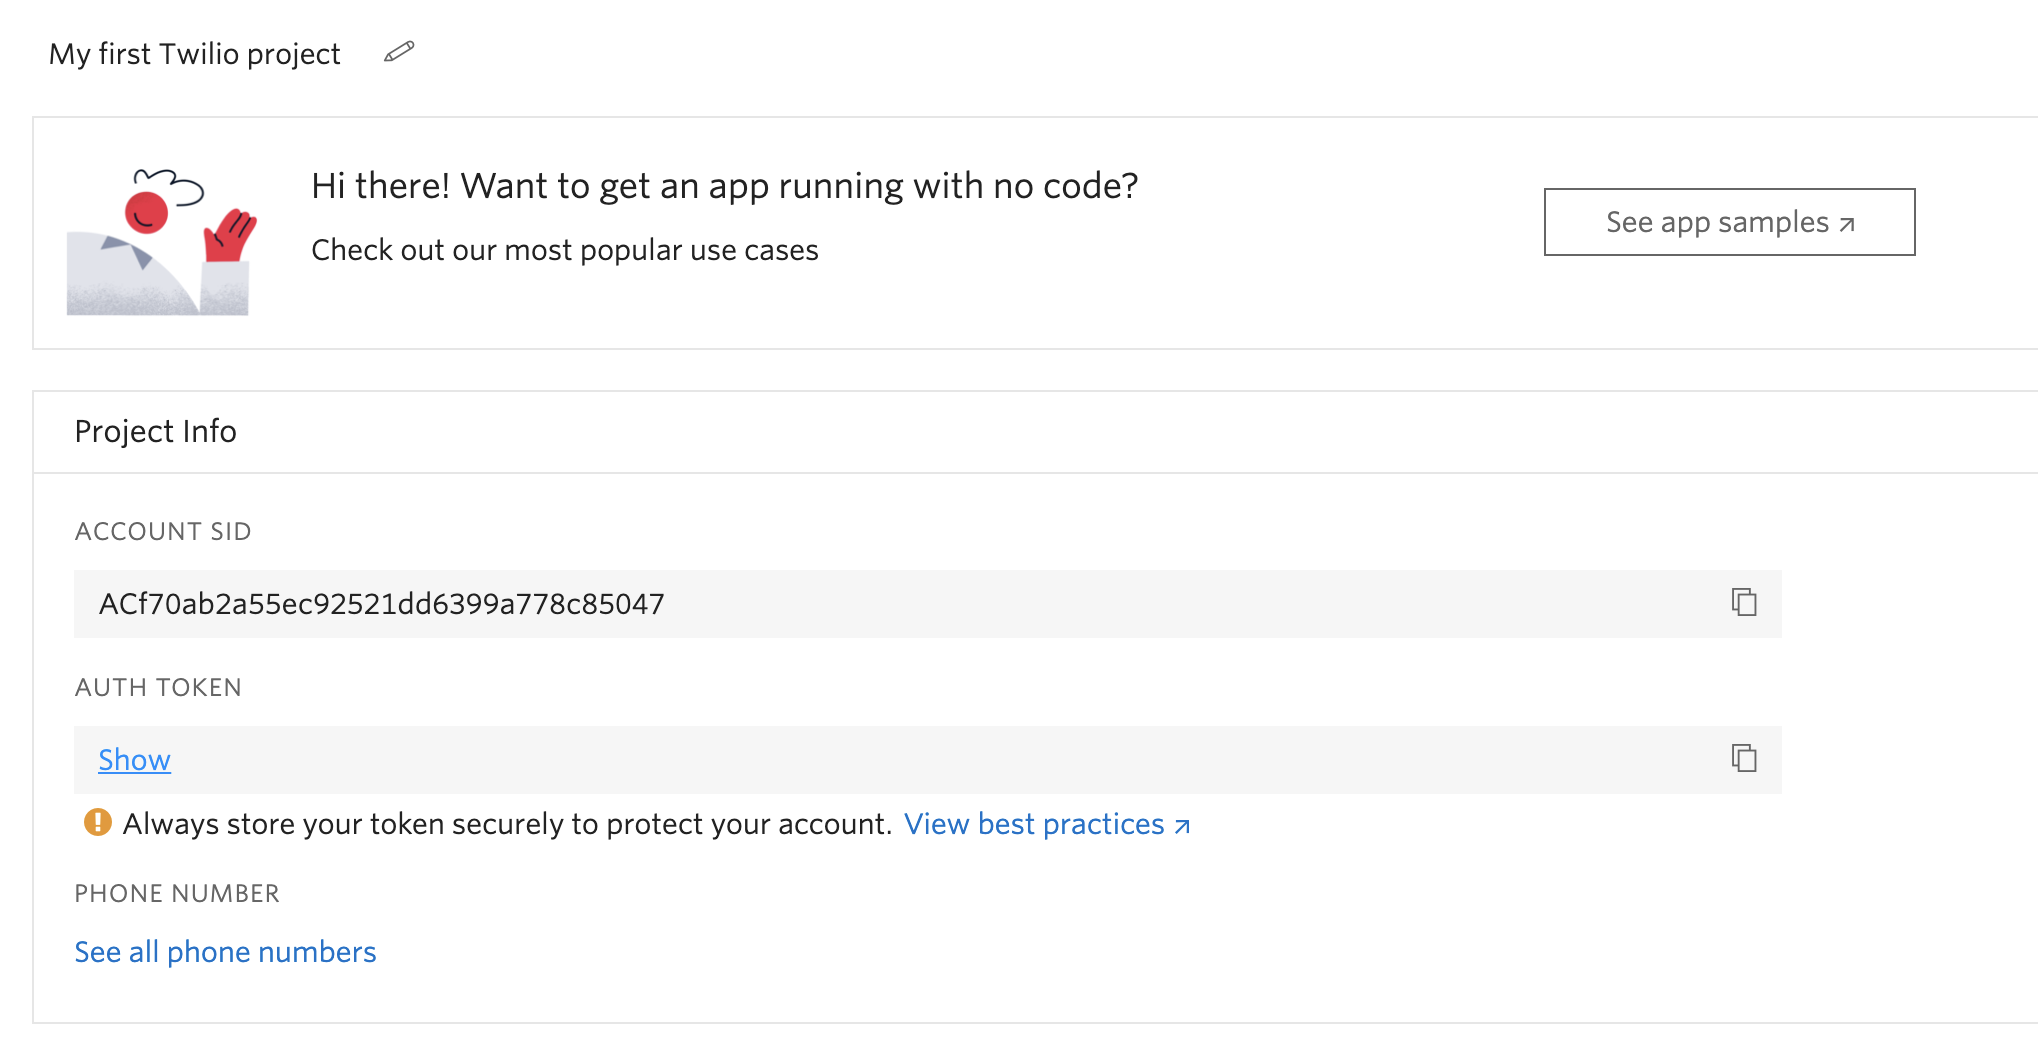 My first Twilio project
Hi there! Want to get an app running with no code?
Check out our most popular use cases
See app samples
Project Info
ACCOUNT SID
ACf70ab2a55ec92521dd6399a778c85047
AUTH TOKEN
Show
Always store your token securely to protect your account. View best practices
PHONE NUMBER
See all phone numbers